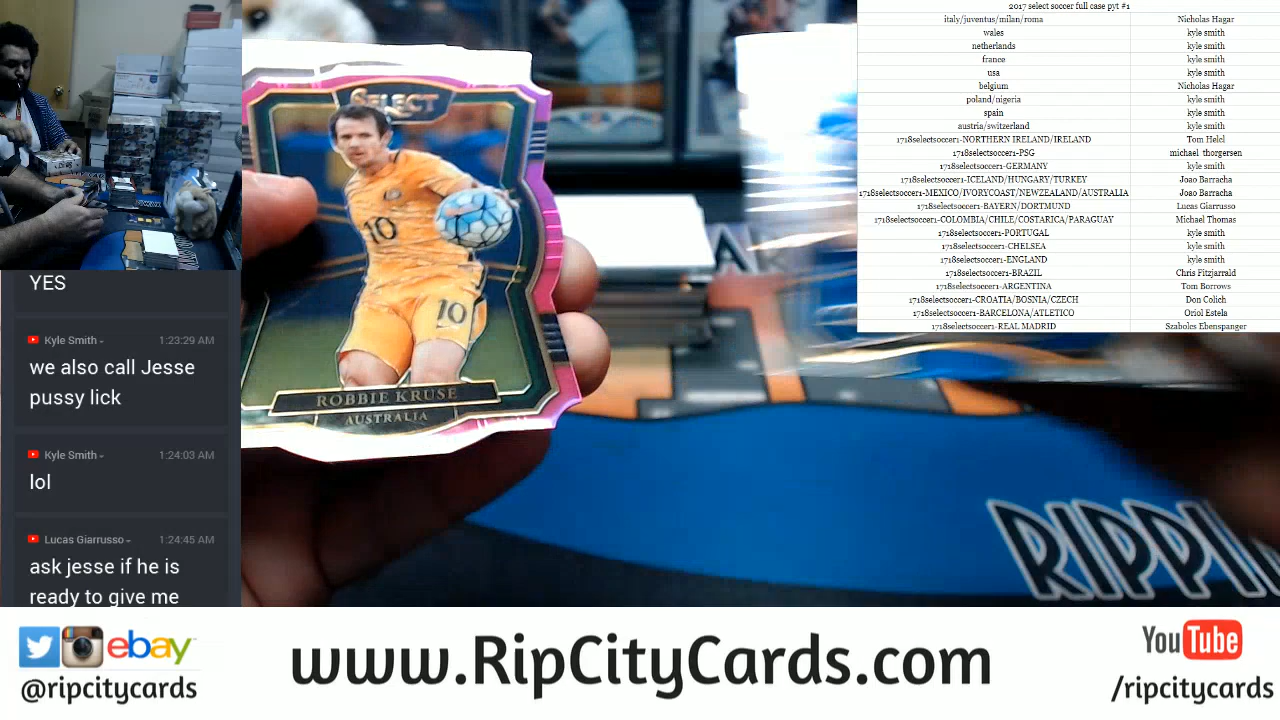 YES
Kyle Smith 1:23:29 AM
we also call Jesse
pussy lick
Kyle Smith 1:24:03 AM
lol
Lucas Giarrusso 1:24:45 AM
ask jesse if he is
ready to give me
SELECT
10
10
ROBBIE KRUSE
AUSTRALIA
2017 select soccer full case pyt #1
italy/juventus/milan/roma Nicholas Hagar
wales kyle smith
netherlands kyle smith
france kyle smith
usa kyle smith
belgium Nicholas Hagar
poland/nigeria kyle smith
spain kyle smith
austria/switzerland kyle smith
1718selectsoccer1-NORTHERN IRELAND/IRELAND Tom Helcl
1718selectsoccer1-PSG michael thorgersen
1718selectsoccer1-GERMANY kyle smith
1718selectsoccer1-ICELAND/HUNGARY/TURKEY Joao Barracha
1718selectsoccer1-MEXICO/IVORYCOAST/NEWZEALAND/AUSTRALIA Joao Barracha
1718selectsoccer1-BAYERN/DORTMUND Lucas Giarrusso
1718selectsoccer1-COLOMBIA/CHILE/COSTARICA/PARAGUAY Michael Thomas
1718selectsoccer1-PORTUGAL kyle smith
1718selectsoccer1-CHELSEA kyle smith
1718selectsoccer1-ENGLAND kyle smith
1718selectsoccer1-BRAZIL Chris Fitzjarrald
1718selectsoccer1-ARGENTINA Tom Borrows
1718selectsoccer1-CROATIA/BOSNIA/CZECH Don Colich
1718selectsoccer1-BARCELONA/ATLETICO Oriol Estela
1718selectsoccer1-REAL MADRID Szabolcs Ebenspanger
RIPPI
ebay
@ripcitycards
www.RipCityCards.com
YouTube
/ripcitycards